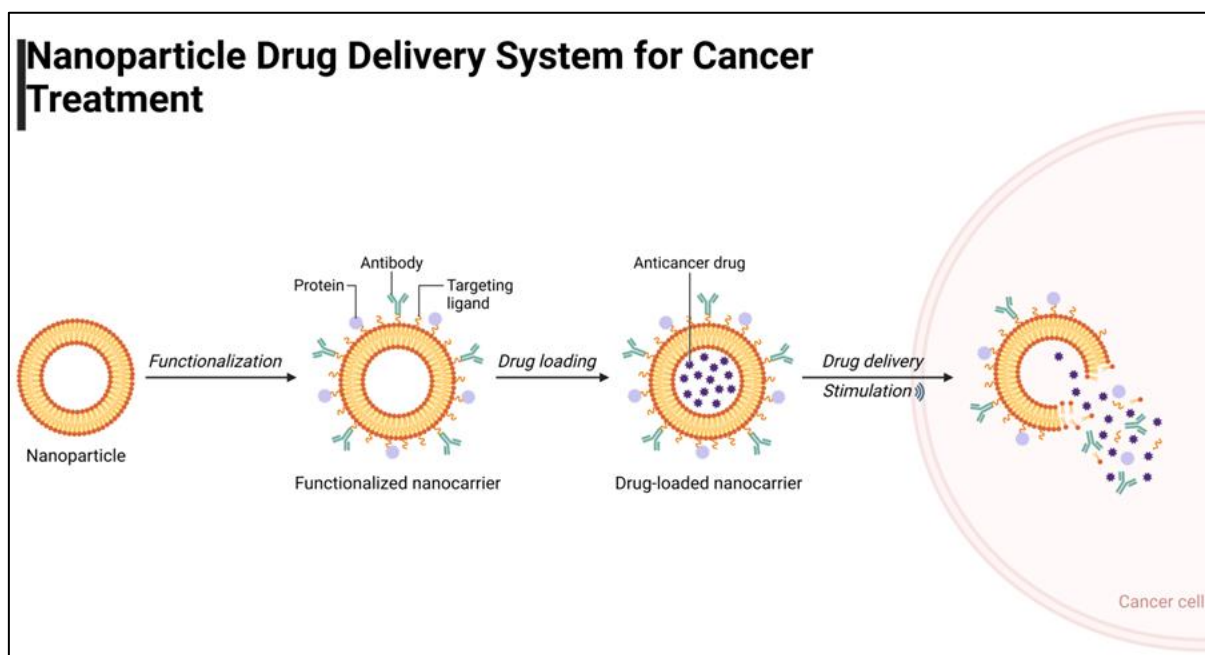 Nanoparticle Drug Delivery System for Cancer
Treatment
Antibody
Protein
Targeting
ligand
Anticancer drug
Functionalization
Drug loading
Drug delivery
Stimulation
Nanoparticle
Functionalized nanocarrier
Drug-loaded nanocarrier
Cancer cell